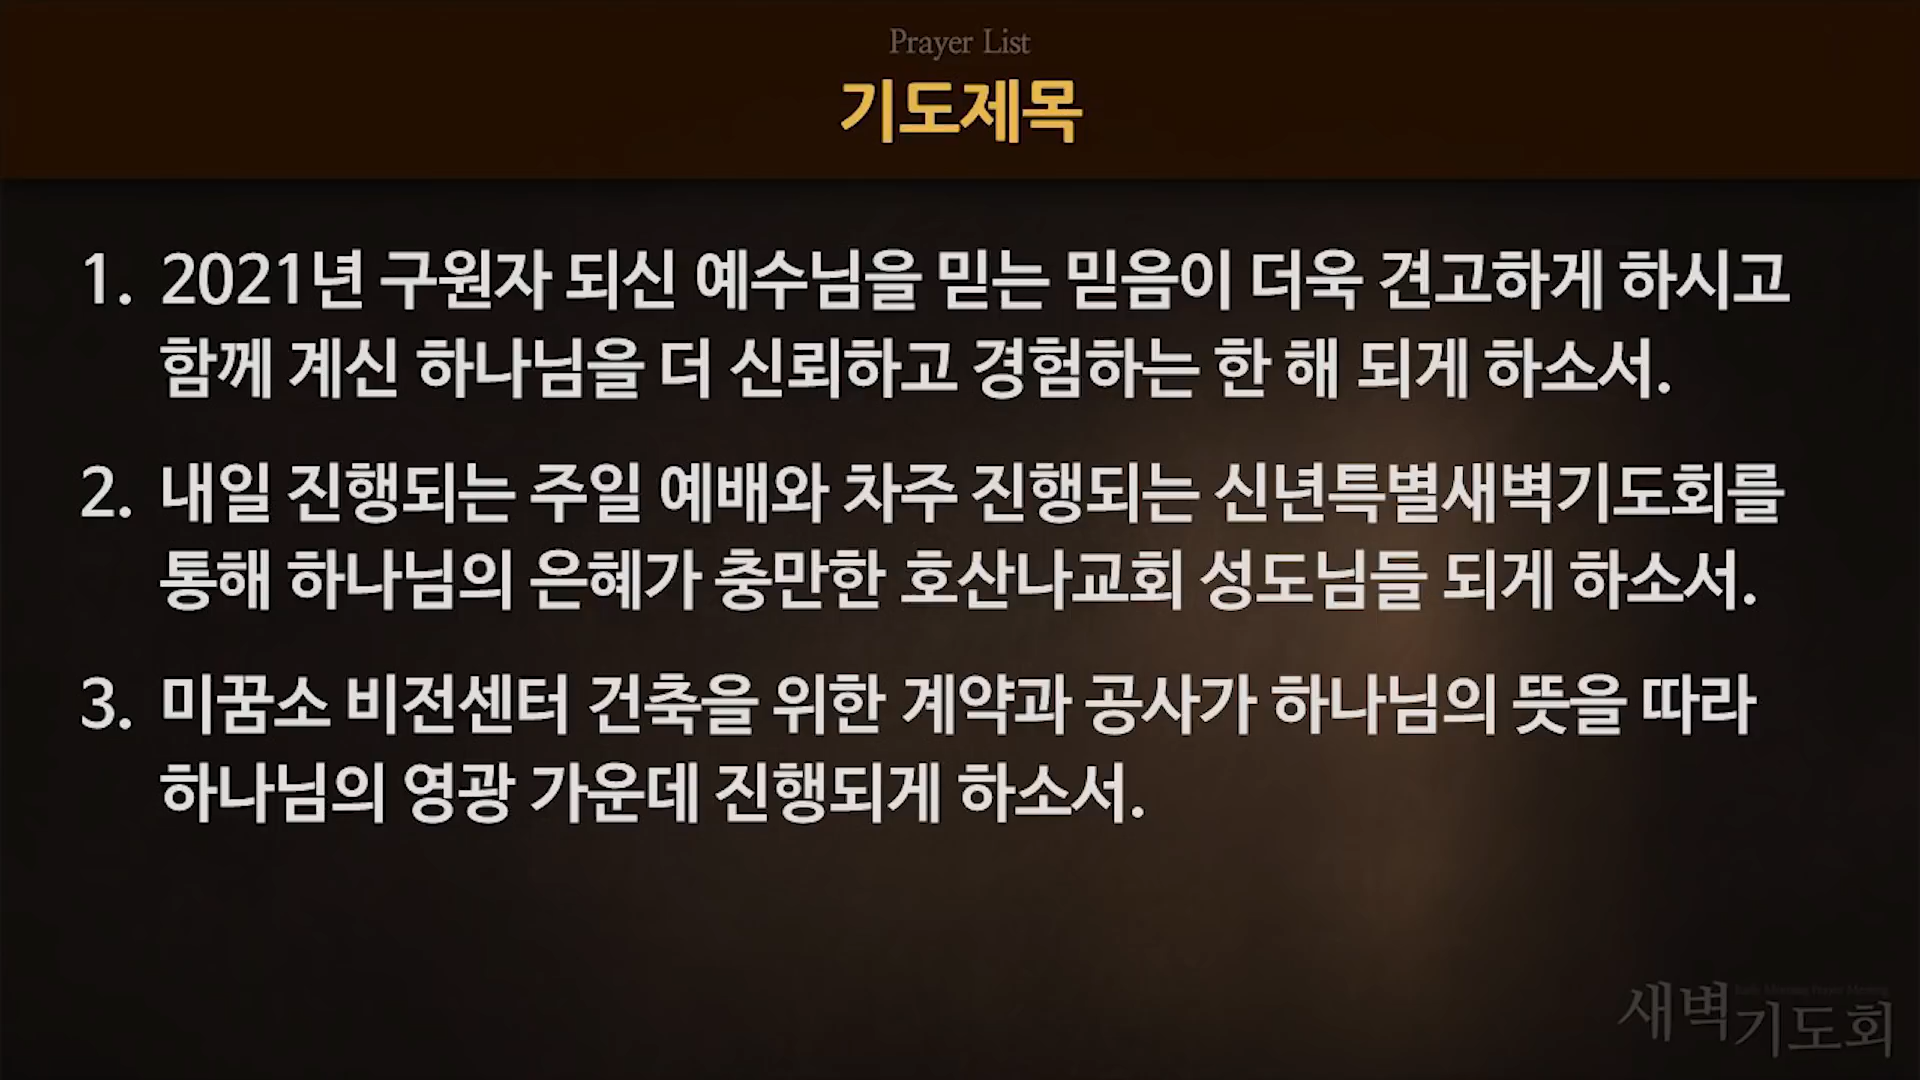 Prayer List
기도제목
1. 2021년 구원자 되신 예수님을 믿는 믿음이 더욱 견고하게 하시고
함께 계신 하나님을 더 신뢰하고 경험하는 한 해 되게 하소서.
2. 내일 진행되는 주일 예배와 차주 진행되는 신년특별새벽기도회를
통해 하나님의 은혜가 충만한 호산나교회 성도님들 되게 하소서.
3. 미꿈소 비전센터 건축을 위한 계약과 공사가 하나님의 뜻을 따라
하나님의 영광 가운데 진행되게 하소서.
새벽
기도회